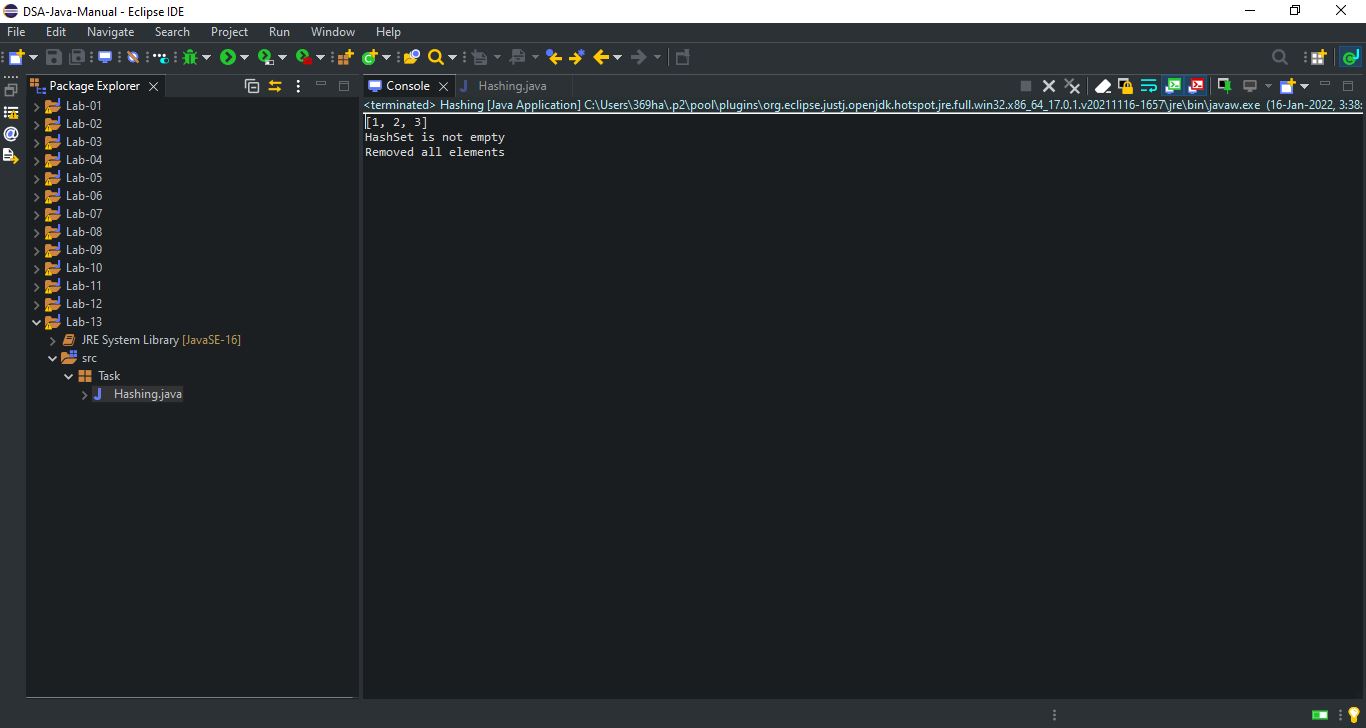 DSA-Java-Manual - Eclipse IDE
File Edit Navigate Search Project Run Window Help
Package Explorer
Lab-01
Lab-02
Lab-03
Lab-04
Lab-05
Lab-06
Lab-07
Lab-08
Lab-09
Lab-10
Lab-11
Lab-12
Lab-13
JRE System Library [JavaSE-16]
src
Task
Hashing.java
Console Hashing.java
<terminated> Hashing [Java Application] C:\Users\369ha\.p2\pool\plugins\org.eclipse.justj.openjdk.hotspot.jre.full.win32.x86_64_17.0.1.v20211116-1657\jre\bin\javaw.exe (16-Jan-2022, 3:38:
[1, 2, 3]
HashSet is not empty
Removed all elements